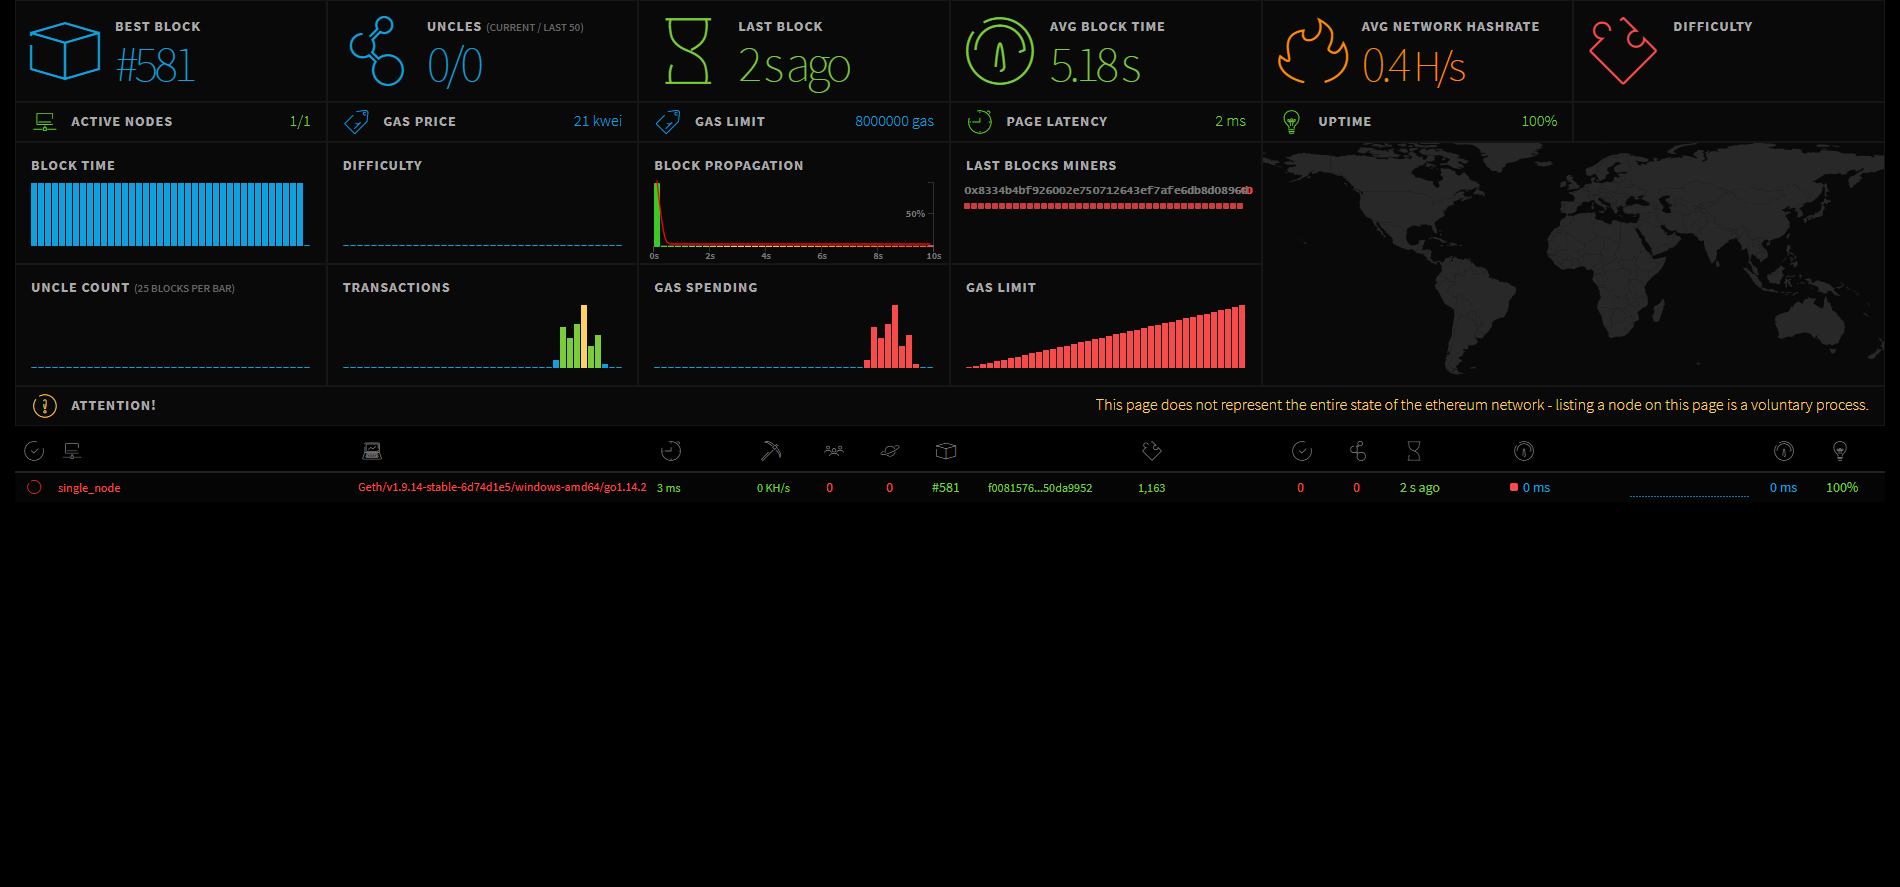 BEST BLOCK
#581
UNCLES (CURRENT / LAST 50)
0/0
LAST BLOCK
2 s ago
AVG BLOCK TIME
5.18 s
AVG NETWORK HASHRATE
0.4 H/s
DIFFICULTY
ACTIVE NODES 1/1
GAS PRICE 21 kwei
GAS LIMIT 8000000 gas
PAGE LATENCY 2 ms
UPTIME 100%
BLOCK TIME
DIFFICULTY
BLOCK PROPAGATION
50%
0s 2s 4s 6s 8s 10s
LAST BLOCKS MINERS
UNCLE COUNT (25 BLOCKS PER BAR)
TRANSACTIONS
GAS SPENDING
GAS LIMIT
ATTENTION! This page does not represent the entire state of the ethereum network - listing a node on this page is a voluntary process.
single_node Geth/v1.9.14-stable-6d74d1e5/windows-amd64/go1.14.2 3 ms 0 KH/s 0 0 #581 f0081576...50da9952 1,163 0 0 2 s ago 0 ms 0 ms 100%